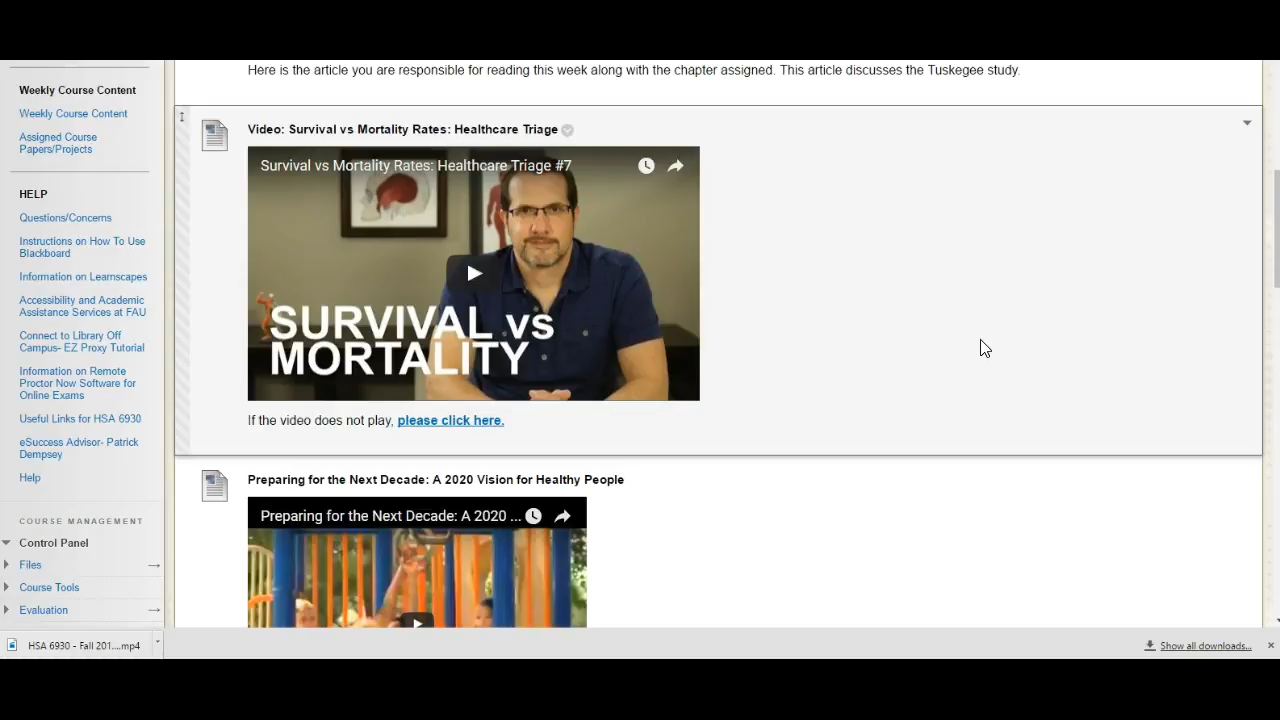 Weekly Course Content
Weekly Course Content
Assigned Course
Papers/Projects
HELP
Questions/Concerns
Instructions on How To Use
Blackboard
Information on Learnscapes
Accessibility and Academic
Assistance Services at FAU
Connect to Library Off
Campus- EZ Proxy Tutorial
Information on Remote
Proctor Now Software for
Online Exams
Useful Links for HSA 6930
eSuccess Advisor- Patrick
Dempsey
Help
COURSE MANAGEMENT
Control Panel
Files
Course Tools
Evaluation
Here is the article you are responsible for reading this week along with the chapter assigned. This article discusses the Tuskegee study.
Video: Survival vs Mortality Rates: Healthcare Triage
Survival vs Mortality Rates: Healthcare Triage #7
SURVIVAL vs
MORTALITY
If the video does not play, please click here.
Preparing for the Next Decade: A 2020 Vision for Healthy People
Preparing for the Next Decade: A 2020 ...
HSA 6930 - Fall 201....mp4
Show all downloads...